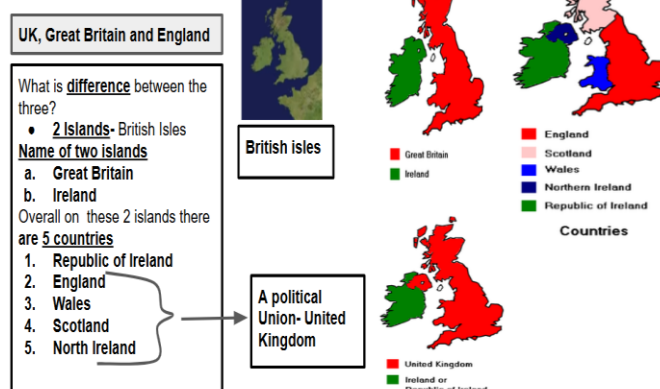 UK, Great Britain and England
What is difference between the
three?
• 2 Islands- British Isles
Name of two islands
a. Great Britain
b. Ireland
Overall on these 2 islands there
are 5 countries
1. Republic of Ireland
2. England
3. Wales
4. Scotland
5. North Ireland
British isles
A political
Union- United
Kingdom
Great Britain
Ireland
England
Scotland
Wales
Northern Ireland
Republic of Ireland
Countries
United Kingdom
Ireland or
Republic of Ireland